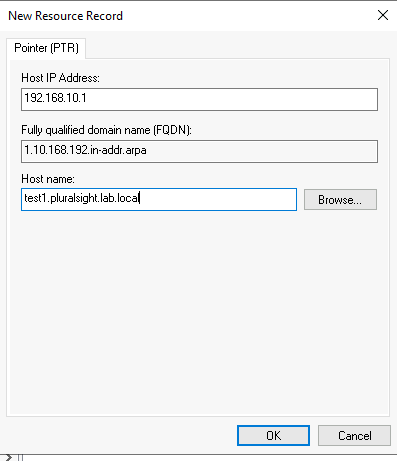 New Resource Record
Pointer (PTR)
Host IP Address:
192.168.10.1
Fully qualified domain name (FQDN):
1.10.168.192.in-addr.arpa
Host name:
test1.pluralsight.lab.local
Browse...
OK
Cancel